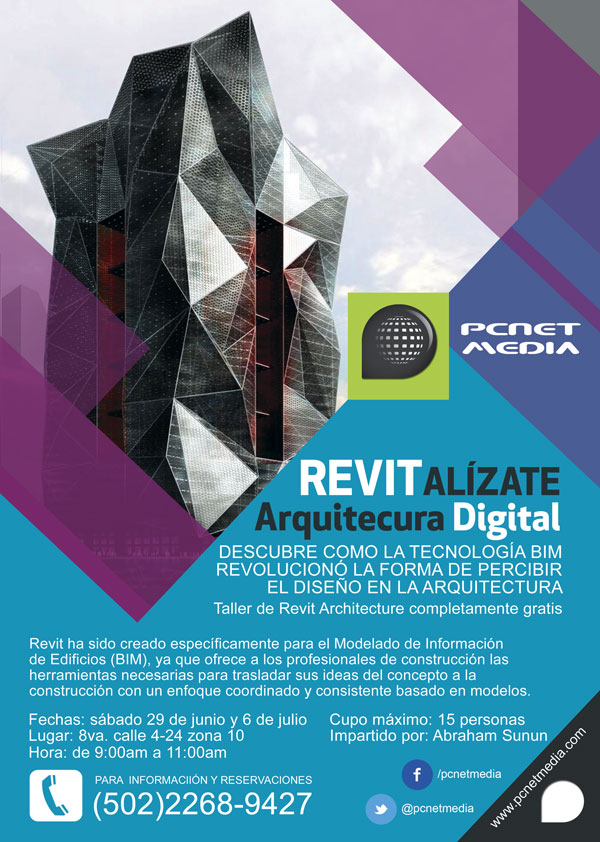 PCNET
MEDIA
REVITALÍZATE
Arquitecura Digital
DESCUBRE COMO LA TECNOLOGÍA BIM
REVOLUCIONÓ LA FORMA DE PERCIBIR
EL DISEÑO EN LA ARQUITECTURA
Taller de Revit Architecture completamente gratis
Revit ha sido creado específicamente para el Modelado de Información
de Edificios (BIM), ya que ofrece a los profesionales de construcción las
herramientas necesarias para trasladar sus ideas del concepto a la
construcción con un enfoque coordinado y consistente basado en modelos.
Fechas: sábado 29 de junio y 6 de julio
Lugar: 8va. calle 4-24 zona 10
Hora: de 9:00am a 11:00am
Cupo máximo: 15 personas
Impartido por: Abraham Sunun
PARA INFORMACIÍON Y RESERVACIONES
(502)2268-9427
f /pcnetmedia
@pcnetmedia
www.pcnetmedia.com